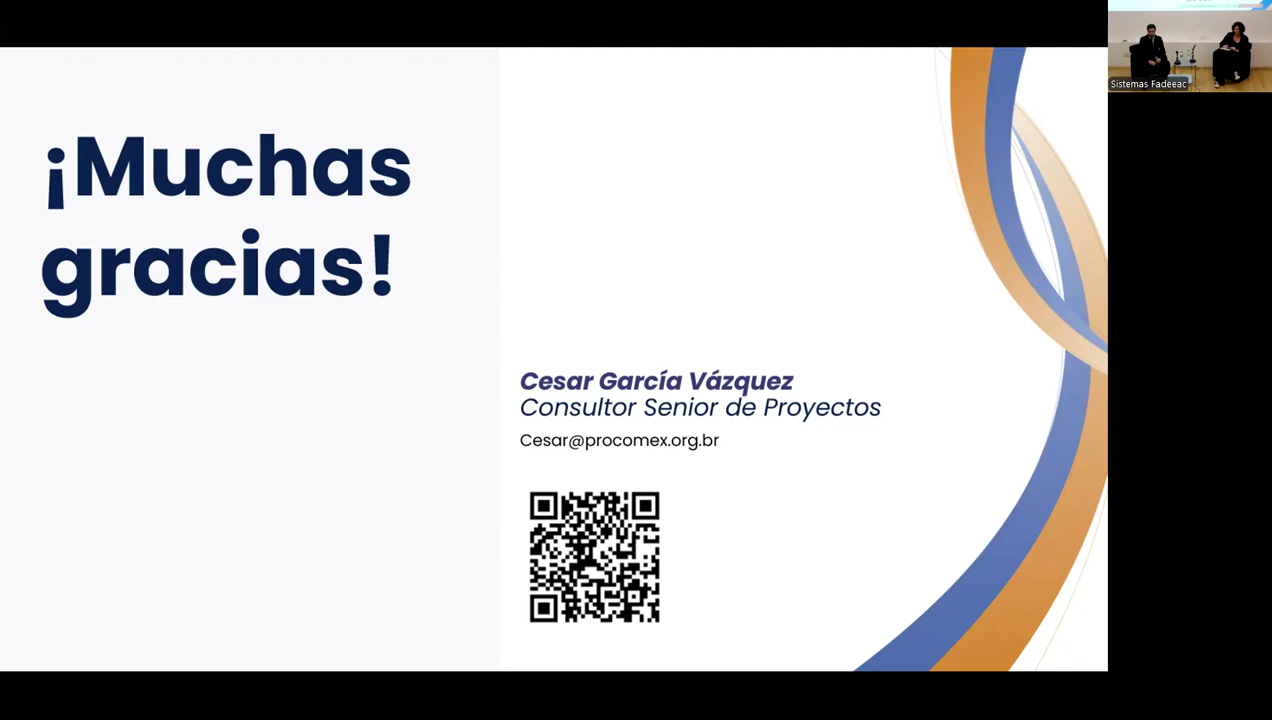 ¡Muchas
gracias!
Cesar García Vázquez
Consultor Senior de Proyectos
Cesar@procomex.org.br
Sistemas Fadeeac